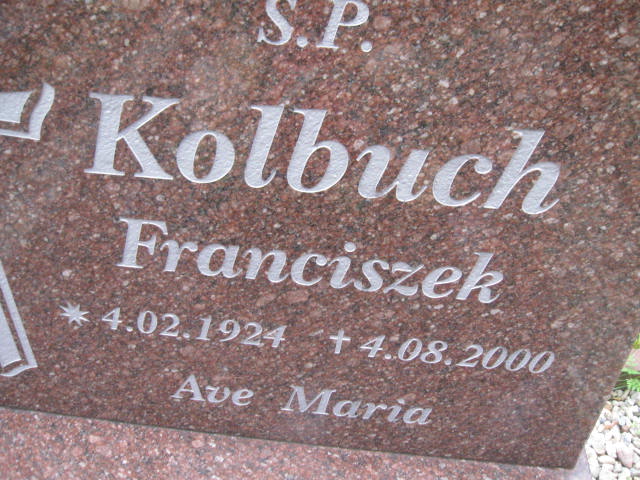 S.P.
Kolbuch
Franciszek
* 4.02.1924 † 4.08.2000
Ave Maria